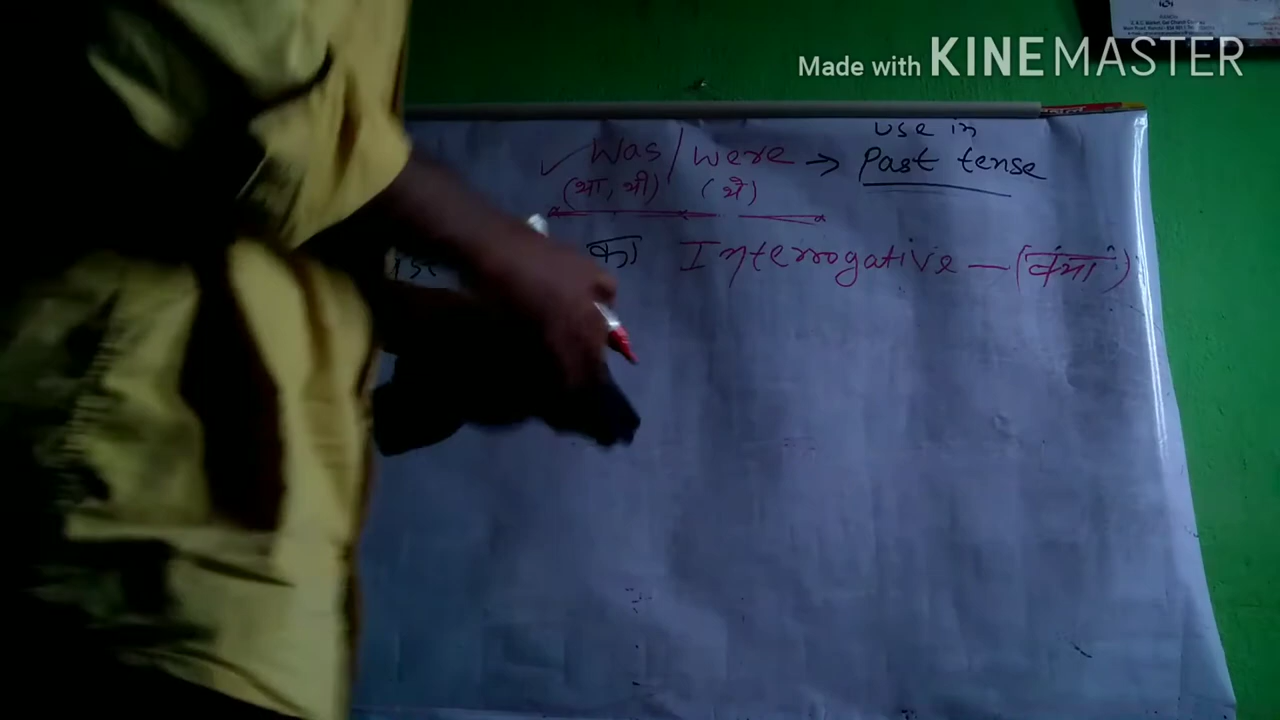 Made with KINEMASTER
use in
✓ Was / were → Past tense
(था, थी) (थे)
का Interrogative — (क्या)